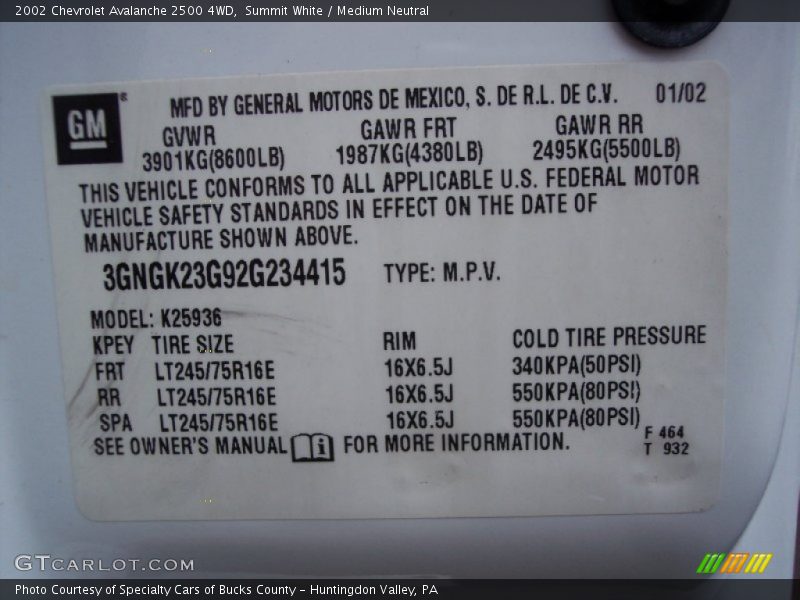 2002 Chevrolet Avalanche 2500 4WD,  Summit White / Medium Neutral
GM®
MFD BY GENERAL MOTORS DE MEXICO, S. DE R.L. DE C.V. 01/02
GVWR GAWR FRT GAWR RR
3901KG(8600LB) 1987KG(4380LB) 2495KG(5500LB)
THIS VEHICLE CONFORMS TO ALL APPLICABLE U.S. FEDERAL MOTOR
VEHICLE SAFETY STANDARDS IN EFFECT ON THE DATE OF
MANUFACTURE SHOWN ABOVE.
3GNGK23G92G234415 TYPE: M.P.V.
MODEL: K25936
KPEY TIRE SIZE RIM COLD TIRE PRESSURE
FRT LT245/75R16E 16X6.5J 340KPA(50PSI)
RR LT245/75R16E 16X6.5J 550KPA(80PSI)
SPA LT245/75R16E 16X6.5J 550KPA(80PSI)
SEE OWNER'S MANUAL i FOR MORE INFORMATION.
F 464
T 932
GTCARLOT.COM
Photo Courtesy of Specialty Cars of Bucks County - Huntingdon Valley, PA